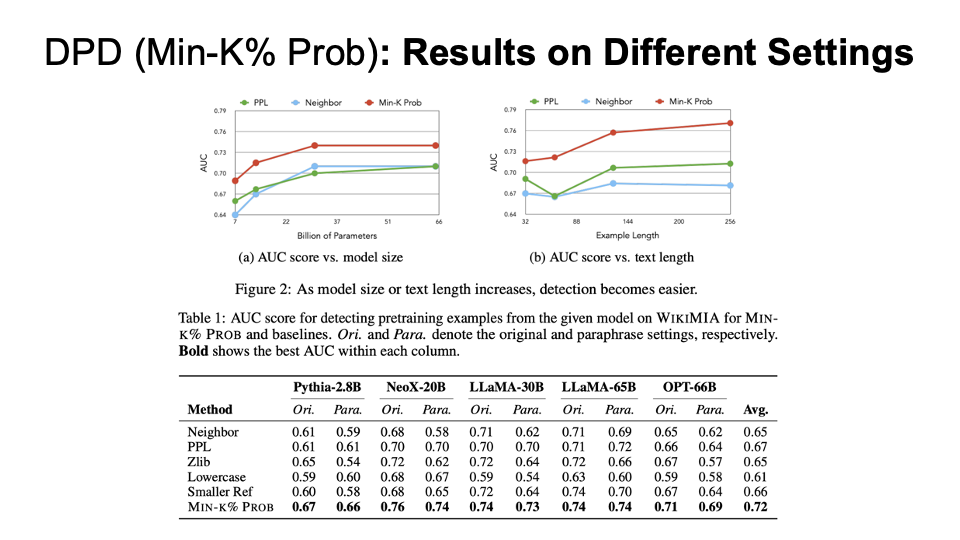 DPD (Min-K% Prob): Results on Different Settings
PPL Neighbor Min-K Prob
0.79
0.76
0.73
0.70
0.67
0.64
AUC
7 22 37 51 66
Billion of Parameters
(a) AUC score vs. model size
PPL Neighbor Min-K Prob
0.79
0.76
0.73
0.70
0.67
0.64
AUC
32 88 144 200 256
Example Length
(b) AUC score vs. text length
Figure 2: As model size or text length increases, detection becomes easier.
Table 1: AUC score for detecting pretraining examples from the given model on WIKIMIA for MIN-
K% PROB and baselines. Ori. and Para. denote the original and paraphrase settings, respectively.
Bold shows the best AUC within each column.
Pythia-2.8B NeoX-20B LLaMA-30B LLaMA-65B OPT-66B
Method Ori. Para. Ori. Para. Ori. Para. Ori. Para. Ori. Para. Avg.
Neighbor 0.61 0.59 0.68 0.58 0.71 0.62 0.71 0.69 0.65 0.62 0.65
PPL 0.61 0.61 0.70 0.70 0.70 0.70 0.71 0.72 0.66 0.64 0.67
Zlib 0.65 0.54 0.72 0.62 0.72 0.64 0.72 0.66 0.67 0.57 0.65
Lowercase 0.59 0.60 0.68 0.67 0.59 0.54 0.63 0.60 0.59 0.58 0.61
Smaller Ref 0.60 0.58 0.68 0.65 0.72 0.64 0.74 0.70 0.67 0.64 0.66
MIN-K% PROB 0.67 0.66 0.76 0.74 0.74 0.73 0.74 0.74 0.71 0.69 0.72